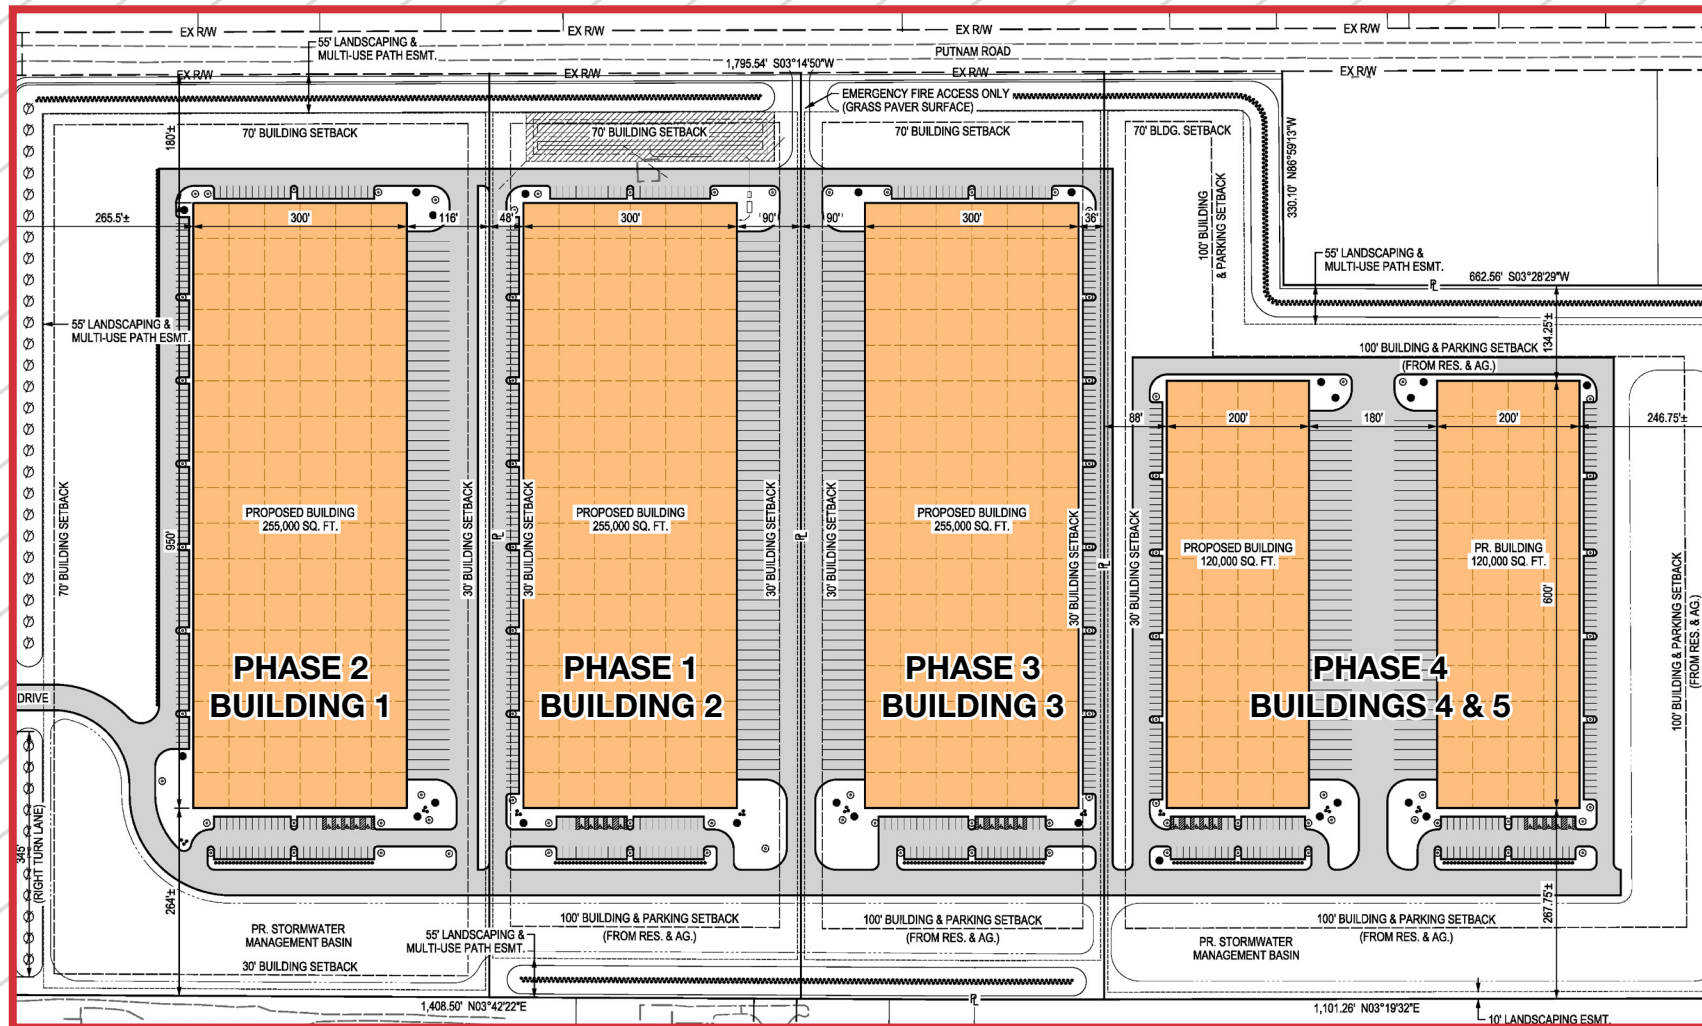 EX R/W
EX R/W
EX R/W
EX R/W
PUTNAM ROAD
55' LANDSCAPING &
MULTI-USE PATH ESMT.
1,795.54' S03°14'50"W
EX R/W
EX R/W
EX R/W
EX R/W
EMERGENCY FIRE ACCESS ONLY
(GRASS PAVER SURFACE)
180'±
70' BUILDING SETBACK
70' BUILDING SETBACK
70' BUILDING SETBACK
70' BLDG. SETBACK
330.10' N86°59'13"W
100' BUILDING
& PARKING SETBACK
265.5'±
300'
116'
48'
300'
90'
90'
300'
36'
55' LANDSCAPING &
MULTI-USE PATH ESMT.
662.56' S03°28'29"W
PL
134.25'±
55' LANDSCAPING &
MULTI-USE PATH ESMT.
100' BUILDING & PARKING SETBACK
(FROM RES. & AG.)
88'
200'
180'
200'
246.75'±
70' BUILDING SETBACK
950'
PROPOSED BUILDING
255,000 SQ. FT.
30' BUILDING SETBACK
PL
30' BUILDING SETBACK
PROPOSED BUILDING
255,000 SQ. FT.
30' BUILDING SETBACK
PL
30' BUILDING SETBACK
PROPOSED BUILDING
255,000 SQ. FT.
30' BUILDING SETBACK
PL
30' BUILDING SETBACK
PROPOSED BUILDING
120,000 SQ. FT.
PR. BUILDING
120,000 SQ. FT.
600'
100' BUILDING & PARKING SETBACK
(FROM RES. & AG.)
PHASE 2
BUILDING 1
PHASE 1
BUILDING 2
PHASE 3
BUILDING 3
PHASE 4
BUILDINGS 4 & 5
DRIVE
345'
(RIGHT TURN LANE)
264'±
267.75'±
PR. STORMWATER
MANAGEMENT BASIN
30' BUILDING SETBACK
55' LANDSCAPING &
MULTI-USE PATH ESMT.
100' BUILDING & PARKING SETBACK
(FROM RES. & AG.)
100' BUILDING & PARKING SETBACK
(FROM RES. & AG.)
100' BUILDING & PARKING SETBACK
(FROM RES. & AG.)
PR. STORMWATER
MANAGEMENT BASIN
PL
1,408.50' N03°42'22"E
1,101.26' N03°19'32"E
10' LANDSCAPING ESMT.